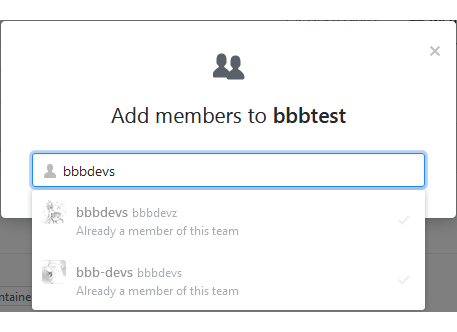 Add members to bbbtest
bbbdevs
bbbdevs bbbdevz
Already a member of this team
bbb-devs bbbdevs
Already a member of this team
ntaine